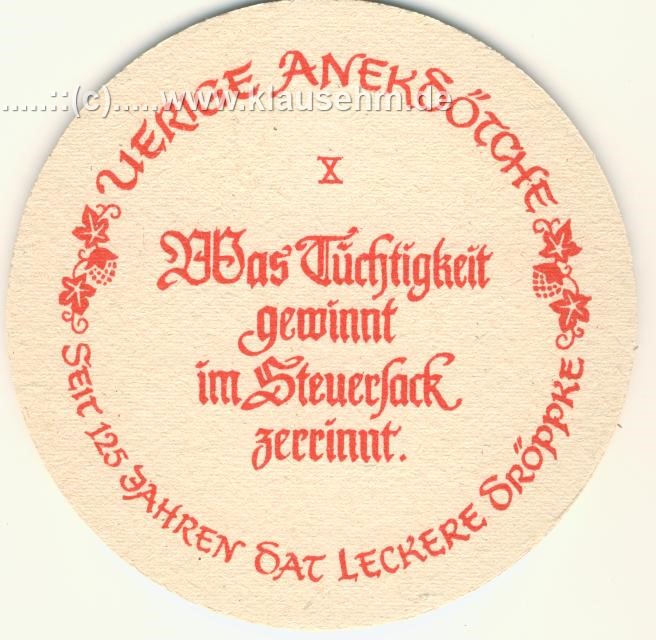 UERIGE ANEKDÖTCHE
......::(c).....www.klausehm.de
X
Was Tüchtigkeit
gewinnt
im Steuersack
zerrinnt.
SEIT 125 JAHREN DAT LECKERE DRÖPPKE